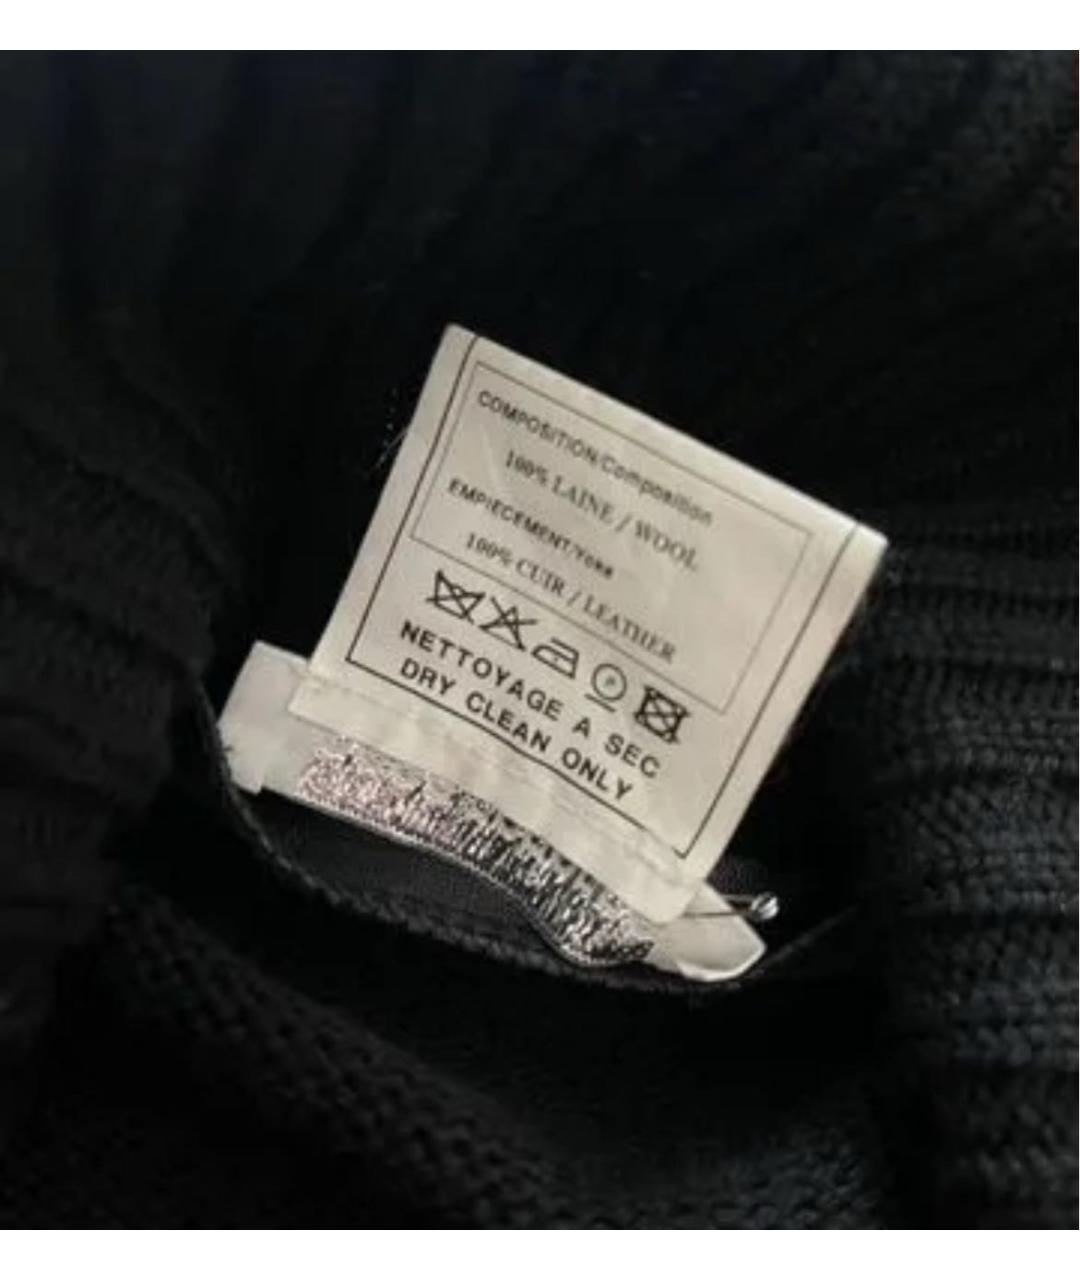 COMPOSITION/Composition
100% LAINE / WOOL
EMPIECEMENT/Yoke
100% CUIR / LEATHER
P
NETTOYAGE A SEC
DRY CLEAN ONLY